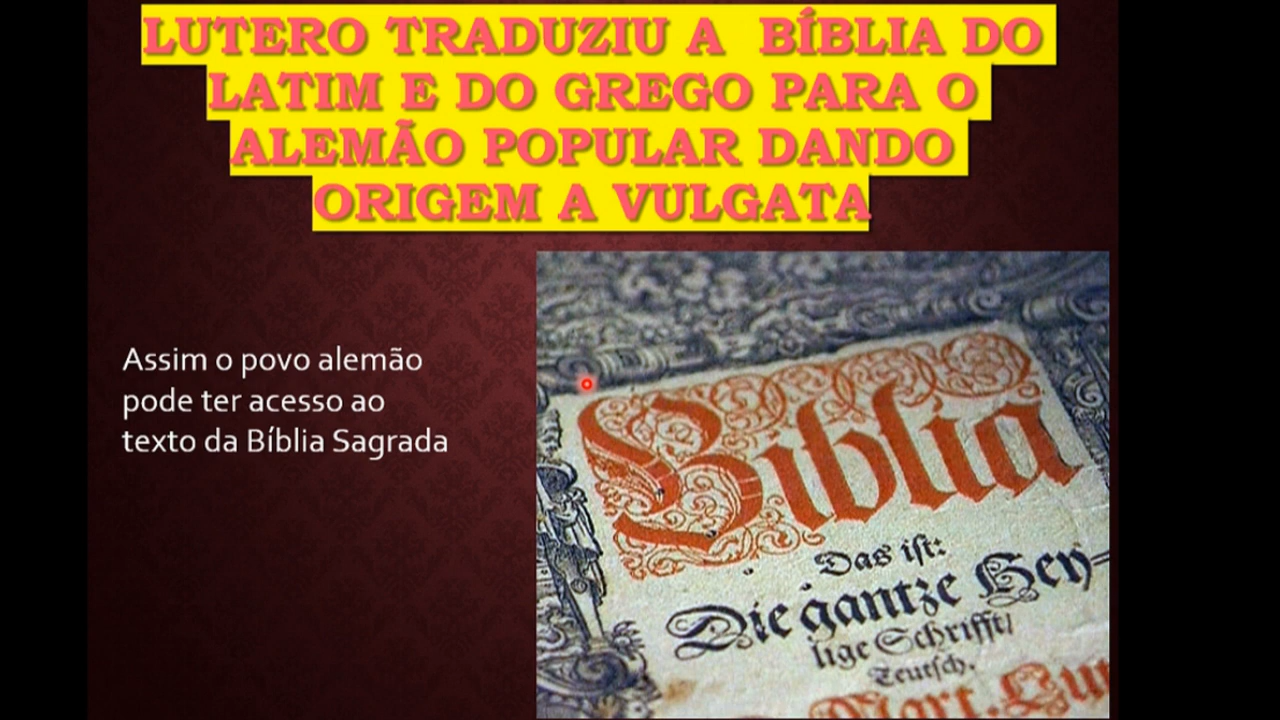 LUTERO TRADUZIU A BÍBLIA DO
LATIM E DO GREGO PARA O
ALEMÃO POPULAR DANDO
ORIGEM A VULGATA
Assim o povo alemão
pode ter acesso ao
texto da Bíblia Sagrada
Biblia
Das iſt:
Die gantze Hey-
lige Schrifft/
Teutſch.
Mart.